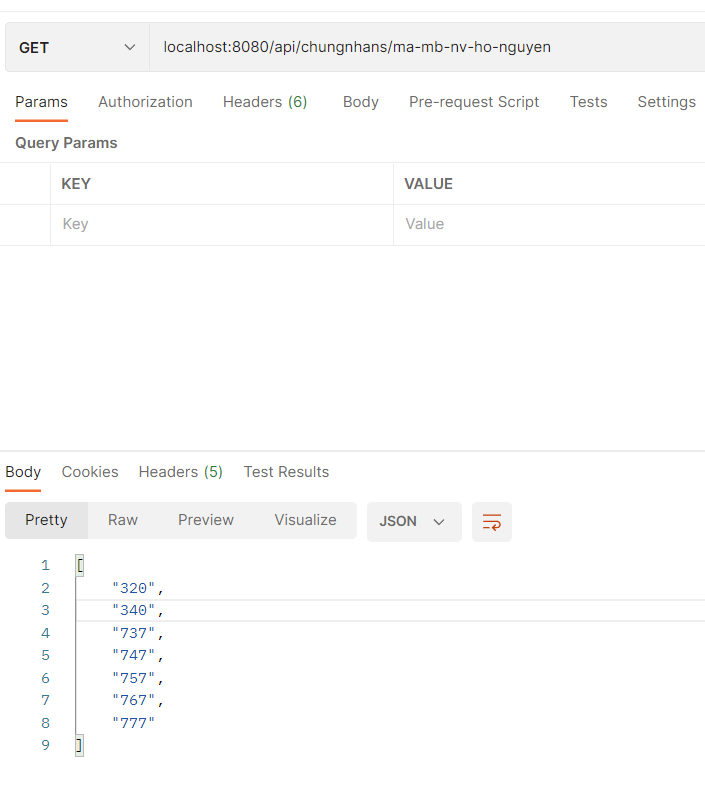 GET localhost:8080/api/chungnhans/ma-mb-nv-ho-nguyen
Params Authorization Headers (6) Body Pre-request Script Tests Settings
Query Params
KEY VALUE
Key Value
Body Cookies Headers (5) Test Results
Pretty Raw Preview Visualize JSON
1 [
2 "320",
3 "340",
4 "737",
5 "747",
6 "757",
7 "767",
8 "777"
9 ]